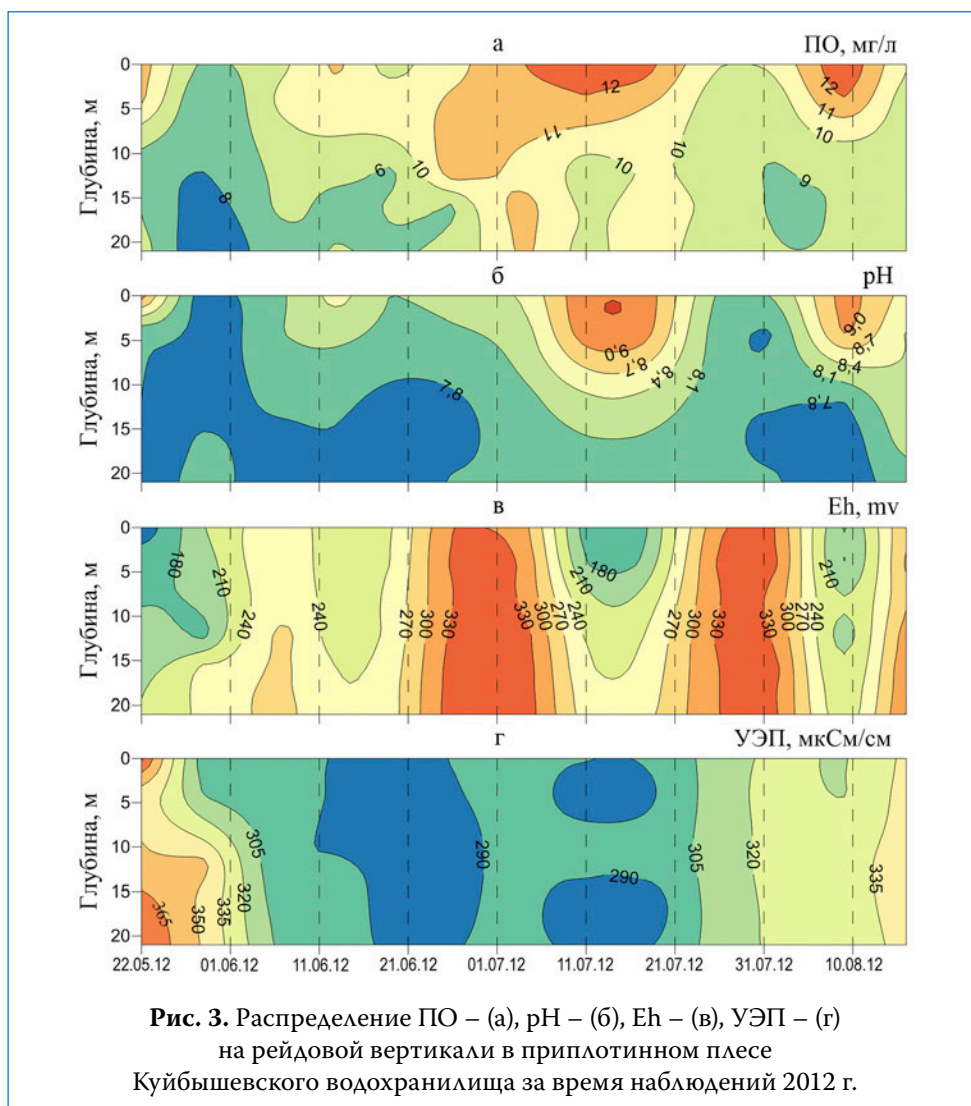 а ПО, мг/л
Глубина, м
0
5
10
15
20
8 9 10 11 12 10 10 12 11 10 9
б pH
Глубина, м
0
5
10
15
20
7,8 9,0 8,7 8,4 8,1 9,0 8,7 8,4 8,1 7,8
в Eh, mv
Глубина, м
0
5
10
15
20
180 210 240 240 270 300 330 330 300 270 240 210 180 270 300 330 330 300 270 240 210
г УЭП, мкСм/см
Глубина, м
0
5
10
15
20
365 350 335 320 305 290 290 305 320 335
22.05.12 01.06.12 11.06.12 21.06.12 01.07.12 11.07.12 21.07.12 31.07.12 10.08.12
Рис. 3. Распределение ПО – (а), pH – (б), Eh – (в), УЭП – (г)
на рейдовой вертикали в приплотинном плесе
Куйбышевского водохранилища за время наблюдений 2012 г.